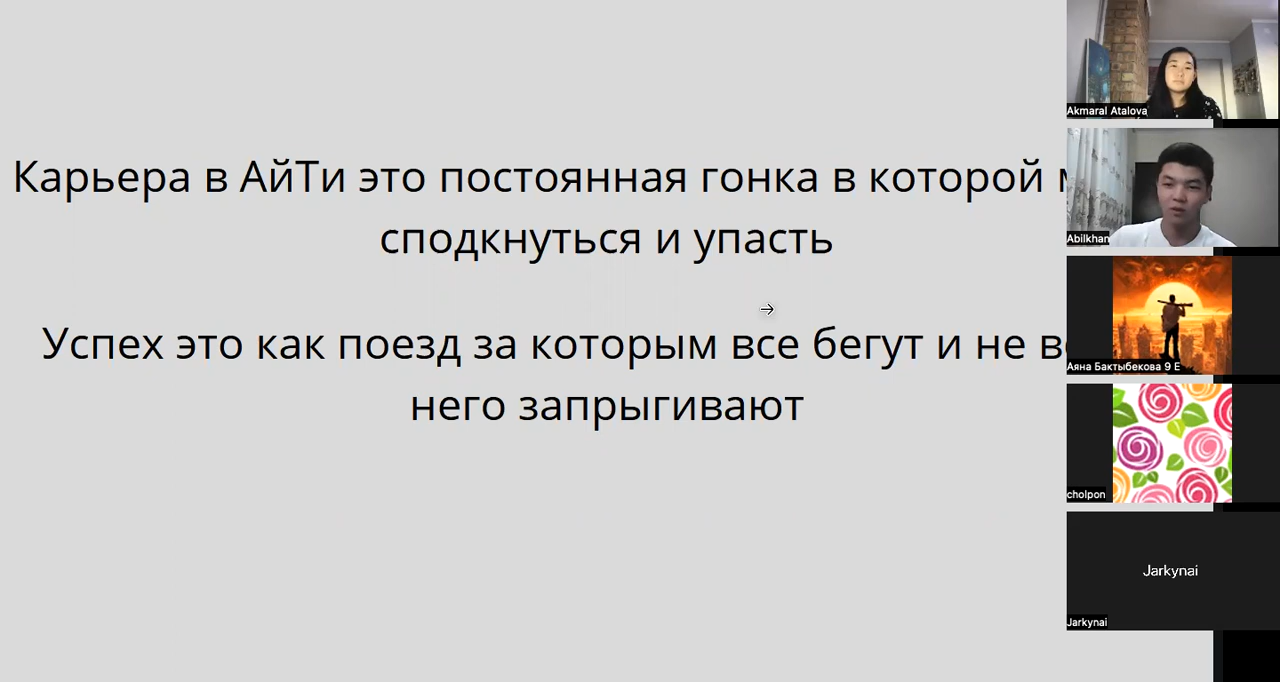 Карьера в АйТи это постоянная гонка в которой
сподкнуться и упасть
Успех это как поезд за которым все бегут и не
него запрыгивают
Akmaral Atalova
Abilkhan
Аяна Бактыбекова 9 Е
cholpon
Jarkynai
Jarkynai